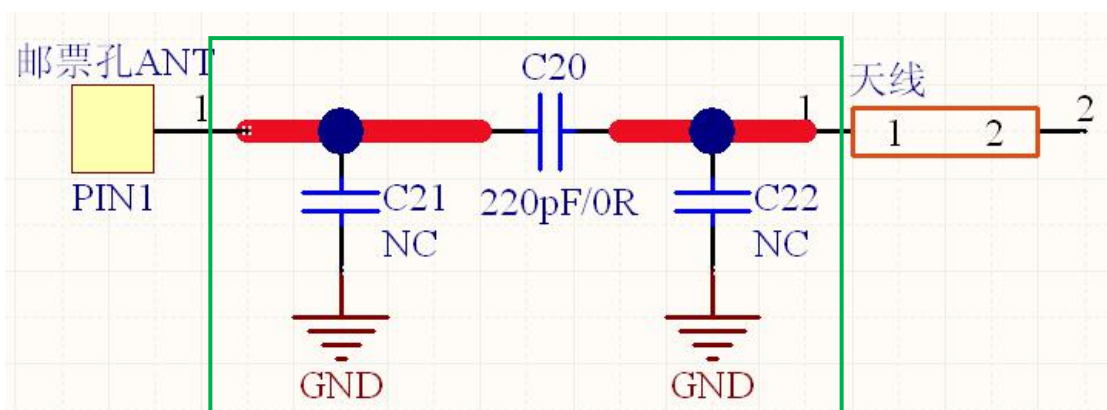 邮票孔ANT
1
PIN1
C20
220pF/0R
C21
NC
C22
NC
GND
GND
1
天线
1 2
2